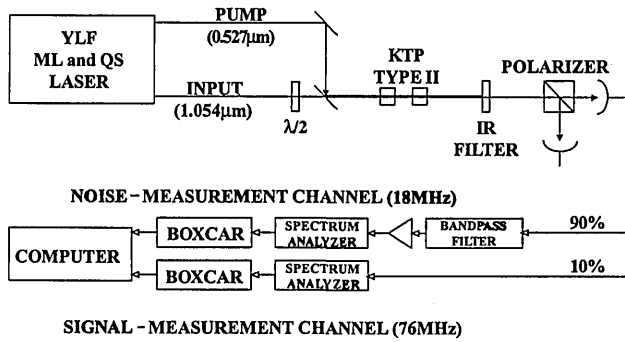 YLF
ML and QS
LASER
PUMP
(0.527μm)
INPUT
(1.054μm)
λ/2
KTP
TYPE II
IR
FILTER
POLARIZER
NOISE – MEASUREMENT CHANNEL (18MHz)
COMPUTER
BOXCAR
SPECTRUM
ANALYZER
BANDPASS
FILTER
90%
BOXCAR
SPECTRUM
ANALYZER
10%
SIGNAL – MEASUREMENT CHANNEL (76MHz)